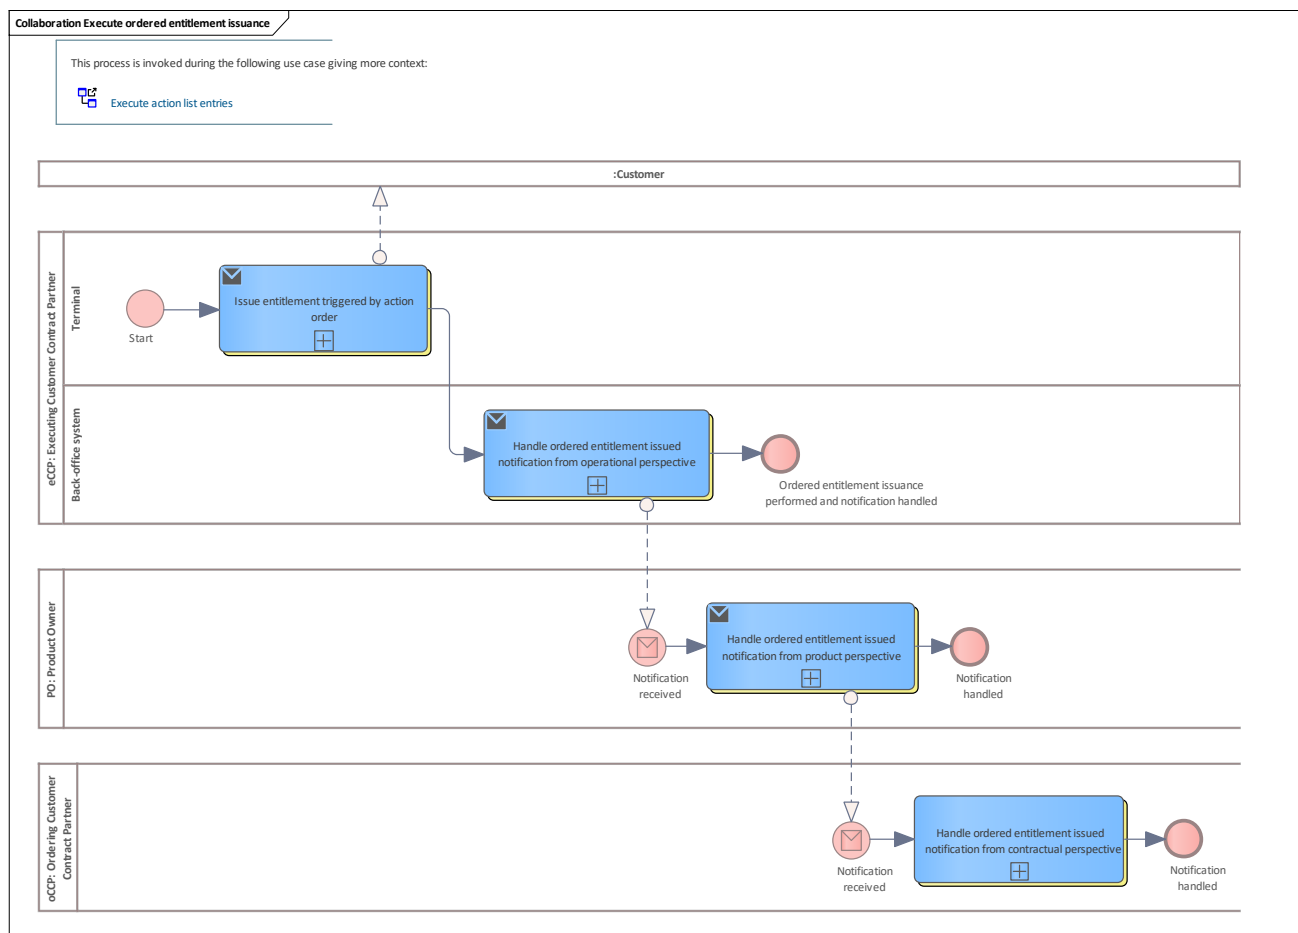 Collaboration Execute ordered entitlement issuance
This process is invoked during the following use case giving more context:
Execute action list entries
:Customer
eCCP: Executing Customer Contract Partner
Terminal
Start
Issue entitlement triggered by action
order
Back-office system
Handle ordered entitlement issued
notification from operational perspective
Ordered entitlement issuance
performed and notification handled
PO: Product Owner
Notification
received
Handle ordered entitlement issued
notification from product perspective
Notification
handled
oCCP: Ordering Customer
Contract Partner
Notification
received
Handle ordered entitlement issued
notification from contractual perspective
Notification
handled